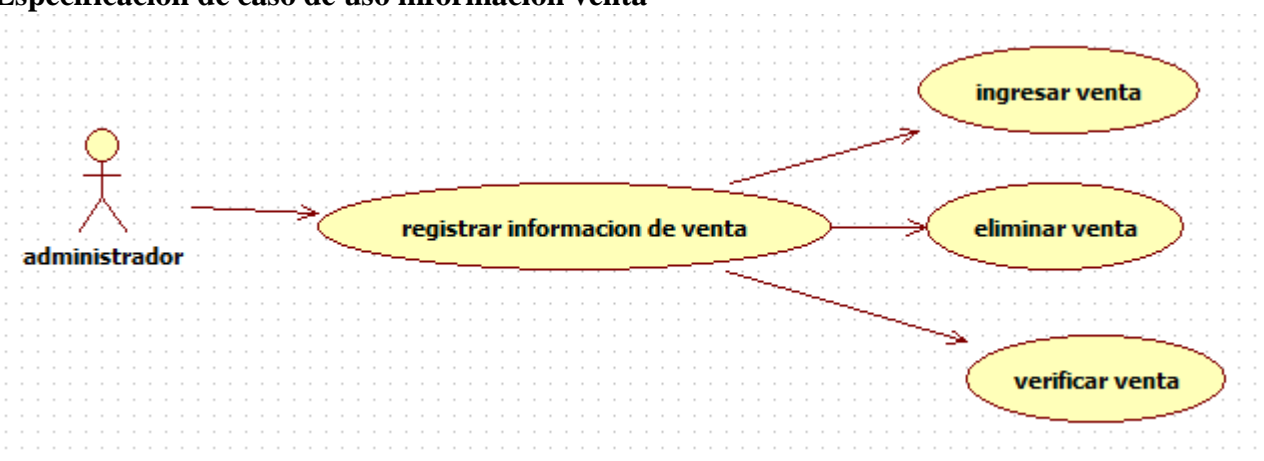 Especificación de caso de uso información venta
ingresar venta
registrar informacion de venta
eliminar venta
administrador
verificar venta